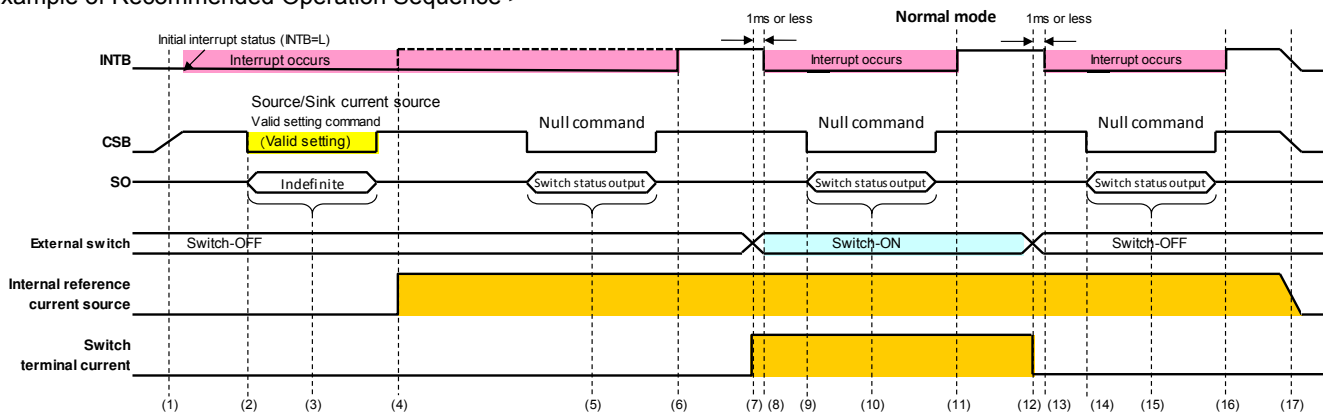 xample of Recommended Operation Sequence >
1ms or less
Normal mode
1ms or less
Initial interrupt status (INTB=L)
INTB
Interrupt occurs
Interrupt occurs
Interrupt occurs
Source/Sink current source
Valid setting command
(Valid setting)
Null command
Null command
Null command
CSB
SO
Indefinite
Switch status output
Switch status output
Switch status output
External switch
Switch-OFF
Switch-ON
Switch-OFF
Internal reference
current source
Switch
terminal current
(1) (2) (3) (4) (5) (6) (7) (8) (9) (10) (11) (12) (13) (14) (15) (16) (17)